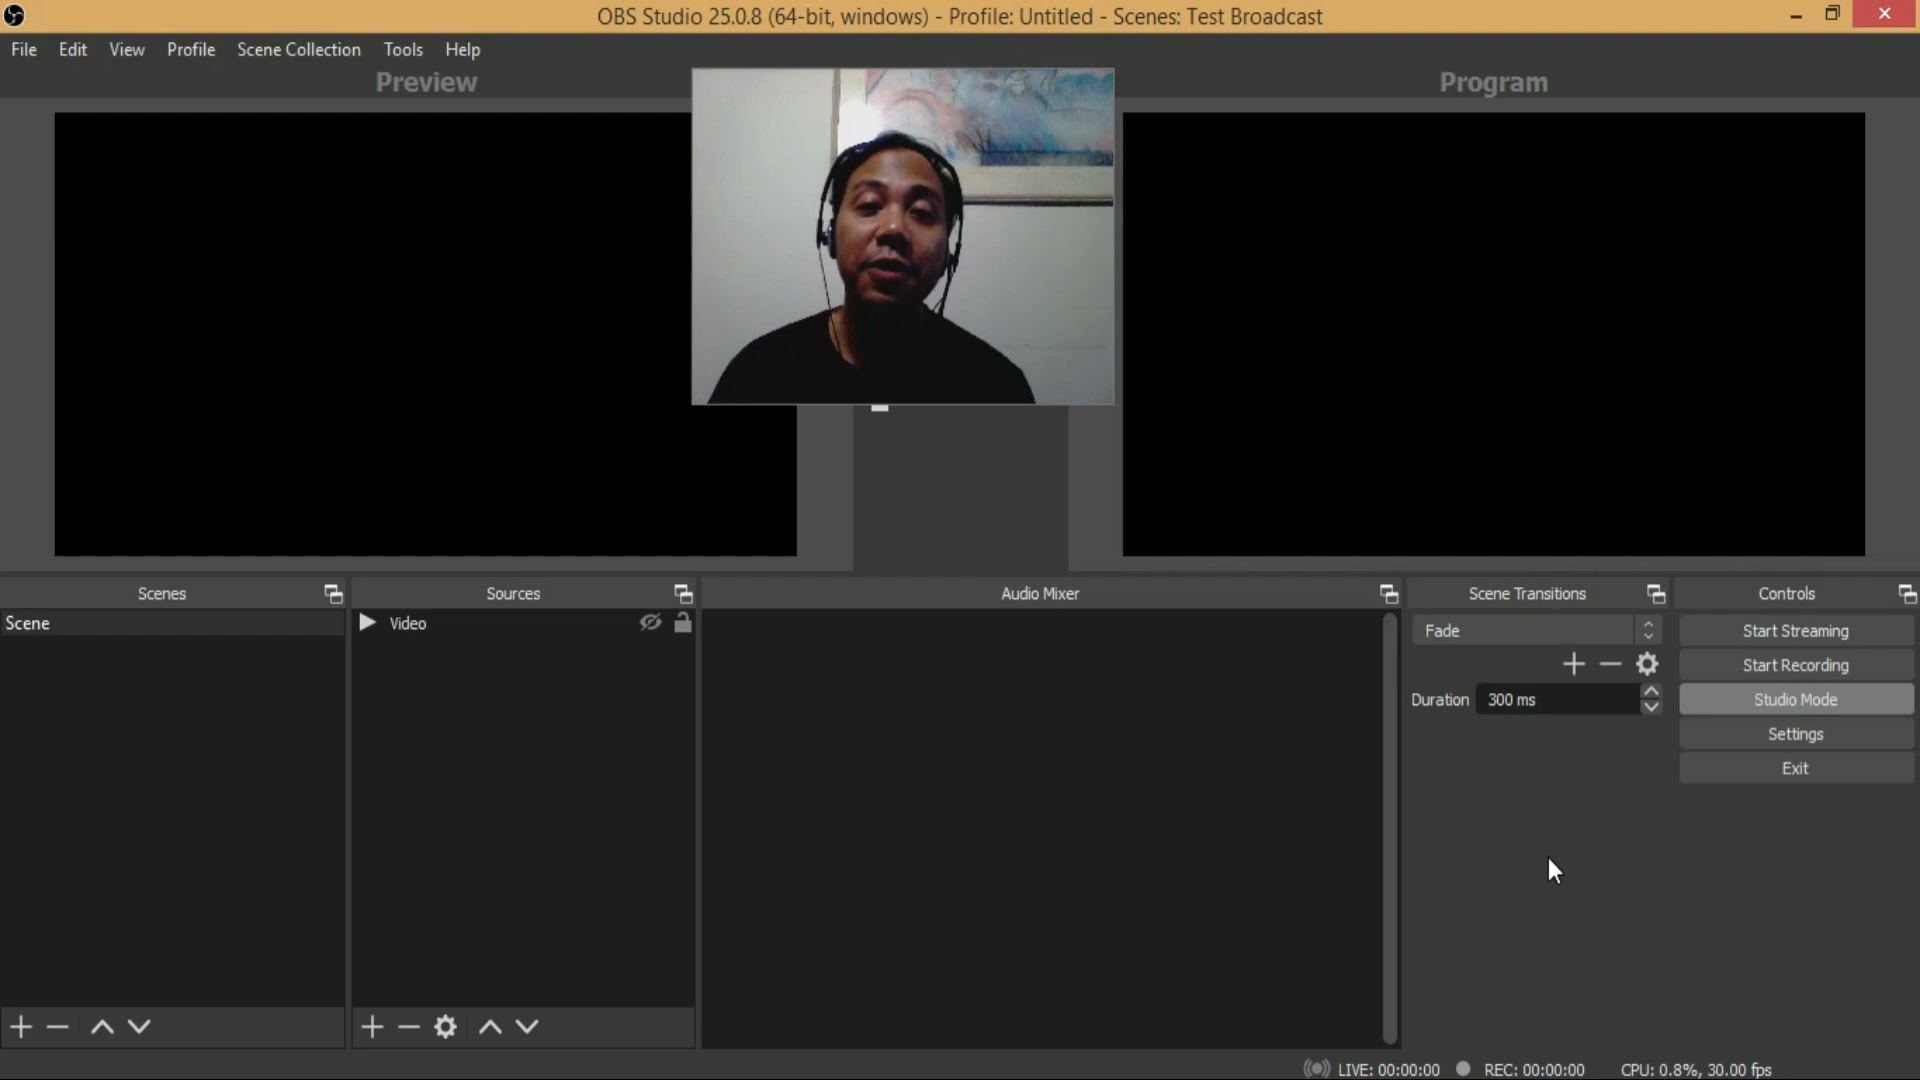 OBS Studio 25.0.8 (64-bit, windows) - Profile: Untitled - Scenes: Test Broadcast
File Edit View Profile Scene Collection Tools Help
Preview
Program
Scenes
Sources
Audio Mixer
Scene Transitions
Controls
Scene
Video
Fade
Start Streaming
Start Recording
Duration 300 ms
Studio Mode
Settings
Exit
LIVE: 00:00:00 REC: 00:00:00 CPU: 0.8%, 30.00 fps